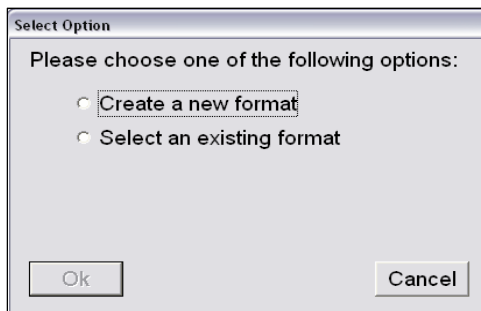 Select Option
Please choose one of the following options:
Create a new format
Select an existing format
Ok
Cancel